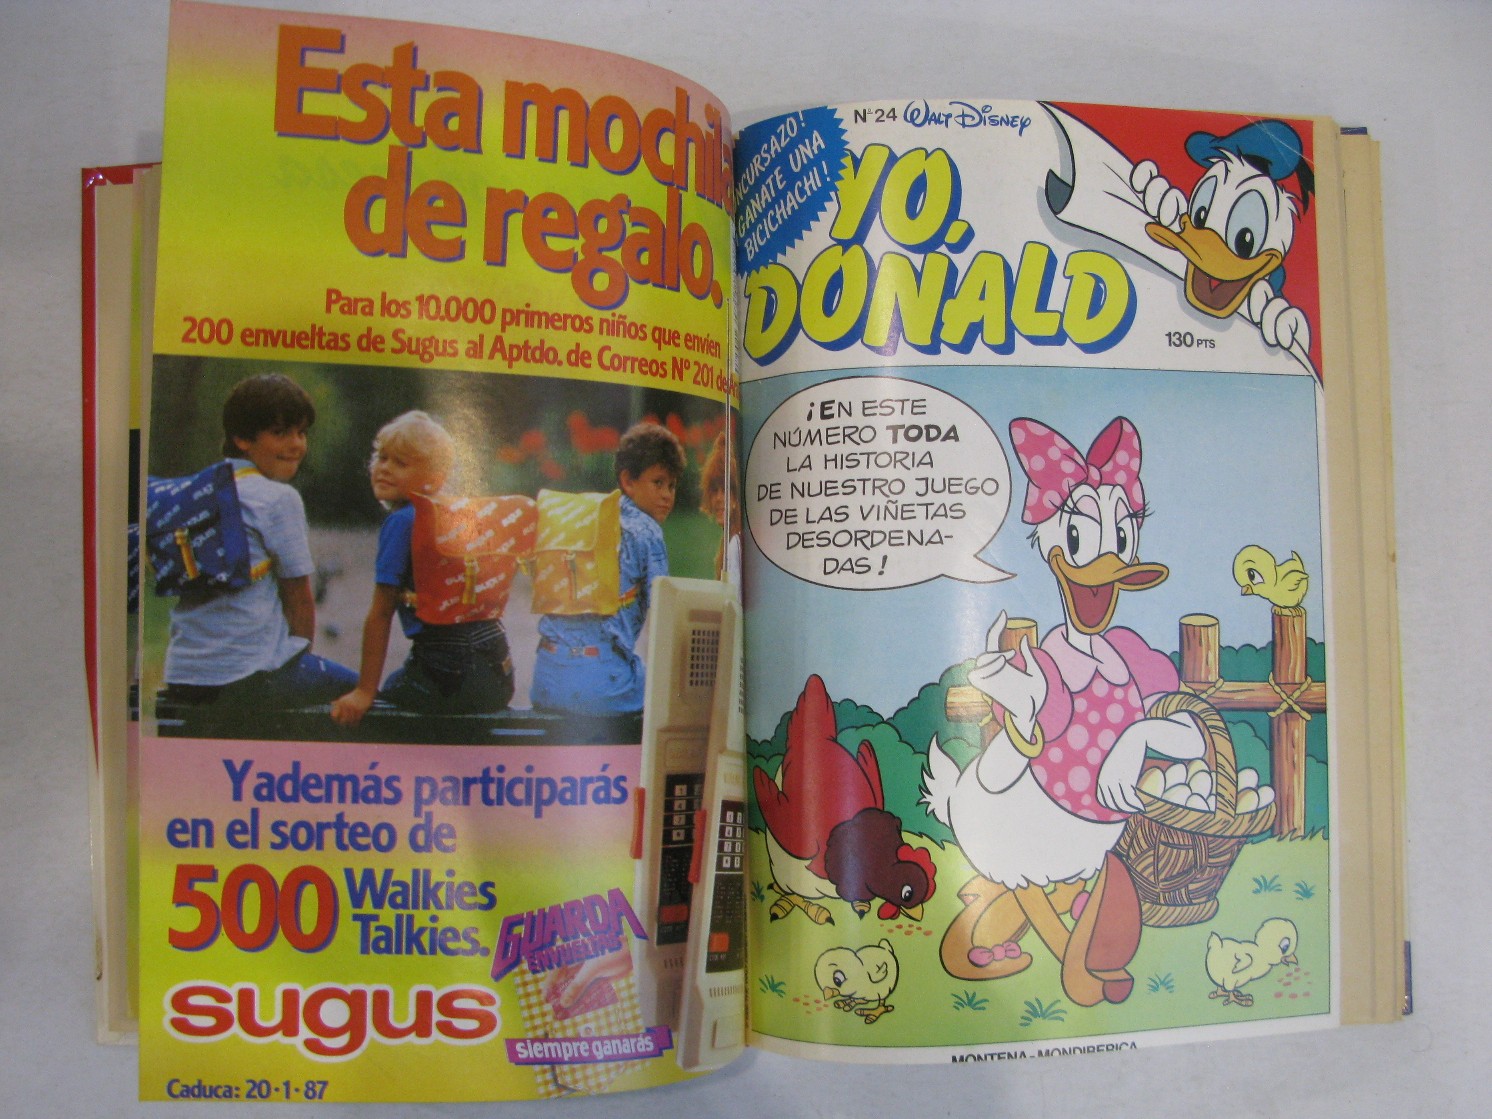 Esta mochila
de regalo.
Para los 10.000 primeros niños que envíen
200 envueltas de Sugus al Aptdo. de Correos Nº 201 de
Y además participarás
en el sorteo de
500 Walkies
Talkies.
GUARDA
ENVUELTAS
sugus
siempre ganarás
Caduca: 20·1·87
GANATE UNA
BICICHACHI!
Nº 24 WALT DISNEY
YO,
DONALD
130 PTS
¡EN ESTE
NÚMERO TODA
LA HISTORIA
DE NUESTRO JUEGO
DE LAS VIÑETAS
DESORDENA-
DAS!
MONTENA-MONDIBERICA